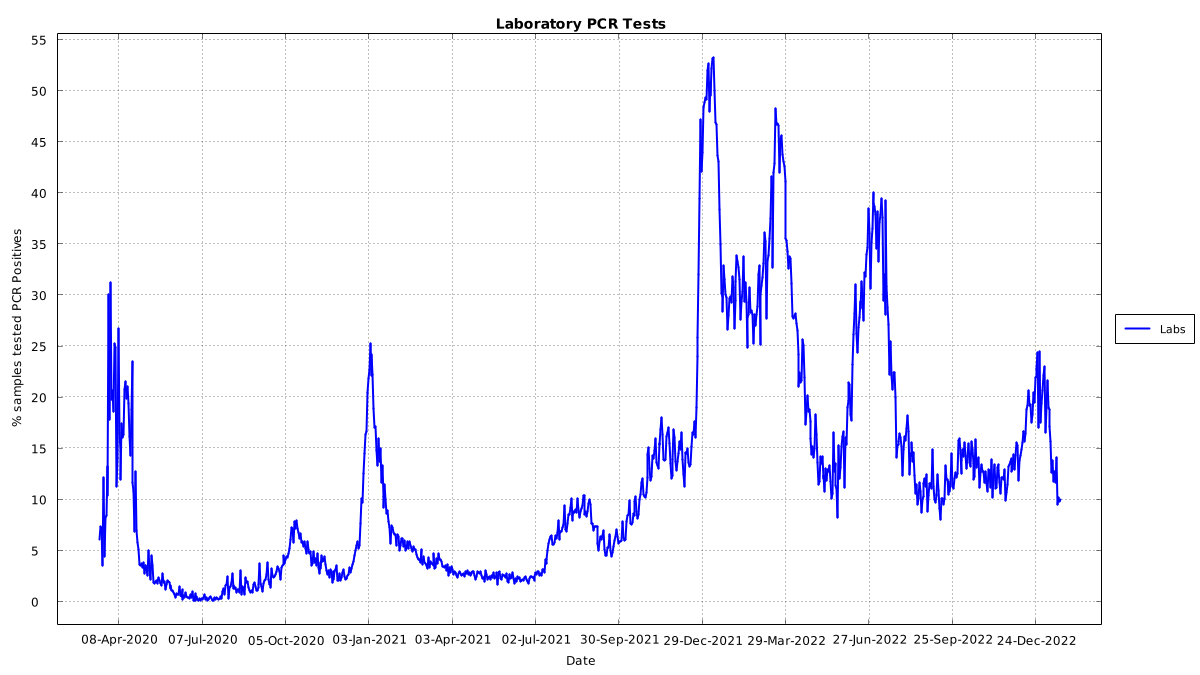 Laboratory PCR Tests
% samples tested PCR Positives
55
50
45
40
35
30
25
20
15
10
5
0
08-Apr-2020 07-Jul-2020 05-Oct-2020 03-Jan-2021 03-Apr-2021 02-Jul-2021 30-Sep-2021 29-Dec-2021 29-Mar-2022 27-Jun-2022 25-Sep-2022 24-Dec-2022
Date
Labs